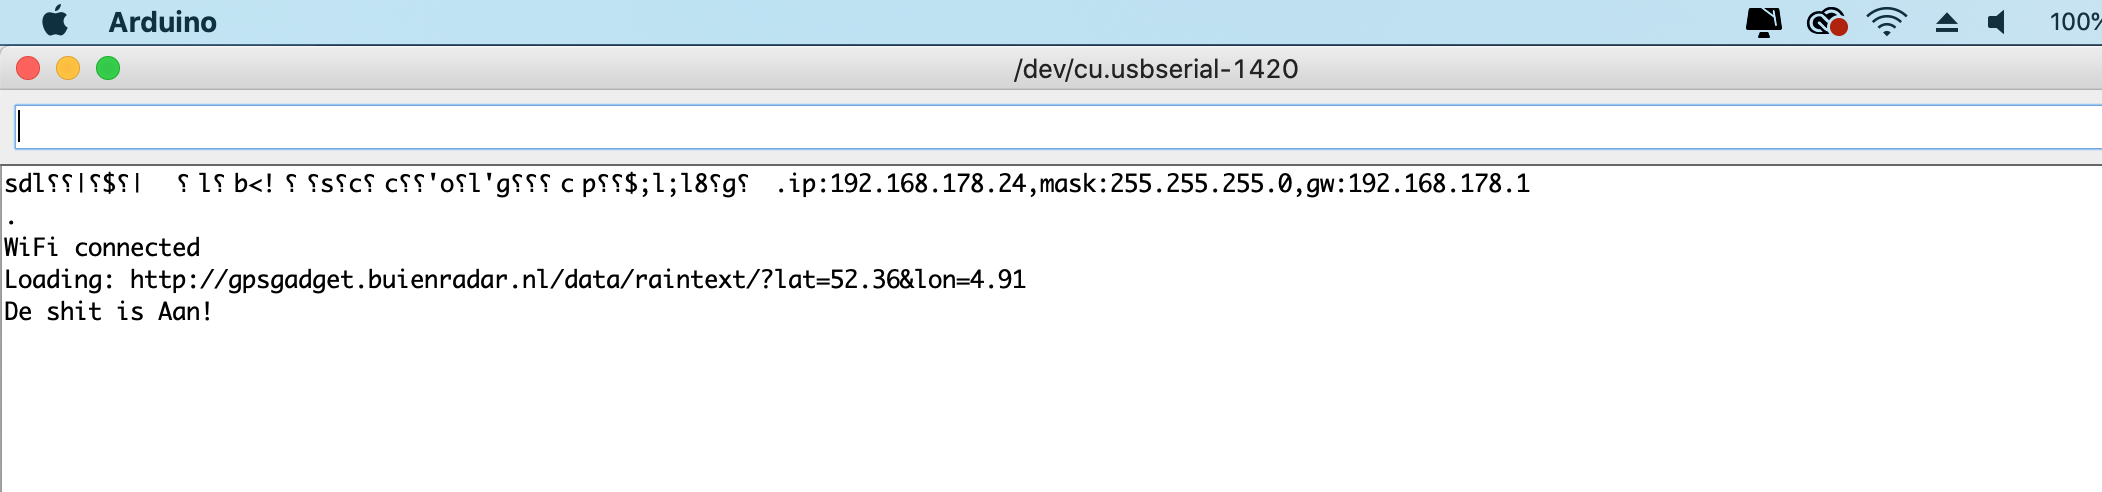 Arduino
100%
/dev/cu.usbserial-1420
sdl⸮⸮|⸮$⸮| ⸮ l⸮ b<! ⸮ ⸮s⸮c⸮ c⸮⸮'o⸮l'g⸮⸮⸮ c p⸮⸮$;l;l8⸮g⸮ .ip:192.168.178.24,mask:255.255.255.0,gw:192.168.178.1
.
WiFi connected
Loading: http://gpsgadget.buienradar.nl/data/raintext/?lat=52.36&lon=4.91
De shit is Aan!